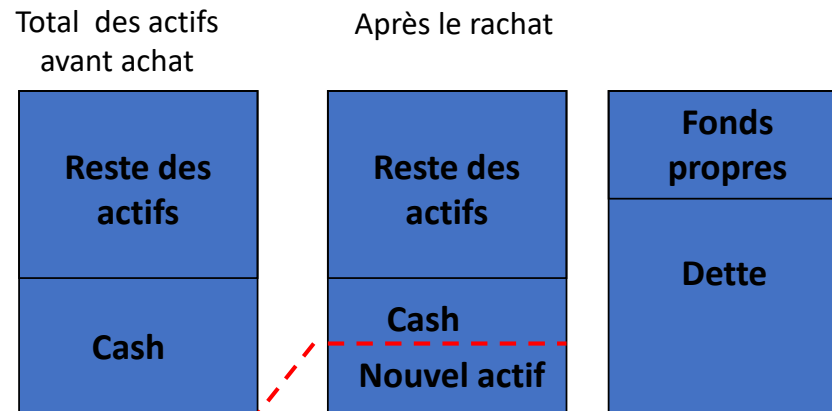 Total des actifs
avant achat
Après le rachat
Reste des
actifs
Cash
Reste des
actifs
Cash
Nouvel actif
Fonds
propres
Dette